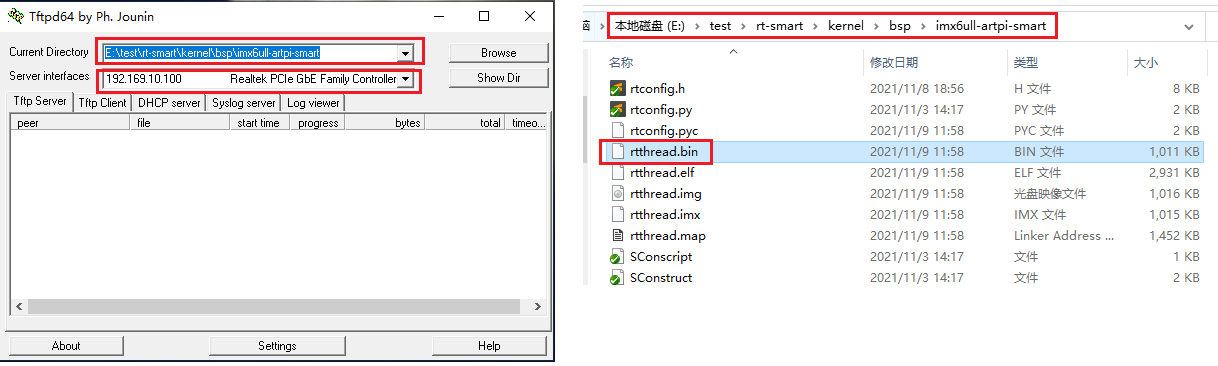 Tftpd64 by Ph. Jounin
Current Directory E:\test\rt-smart\kernel\bsp\imx6ull-artpi-smart Browse
Server interfaces 192.169.10.100 Realtek PCIe GbE Family Controller Show Dir
Tftp Server Tftp Client DHCP server Syslog server Log viewer
peer file start time progress bytes total timeo...
About Settings Help
本地磁盘 (E:) › test › rt-smart › kernel › bsp › imx6ull-artpi-smart
名称 修改日期 类型 大小
rtconfig.h 2021/11/8 18:56 H 文件 8 KB
rtconfig.py 2021/11/3 14:17 PY 文件 2 KB
rtconfig.pyc 2021/11/9 11:58 PYC 文件 2 KB
rtthread.bin 2021/11/9 11:58 BIN 文件 1,011 KB
rtthread.elf 2021/11/9 11:58 ELF 文件 2,931 KB
rtthread.img 2021/11/9 11:58 光盘映像文件 1,016 KB
rtthread.imx 2021/11/9 11:58 IMX 文件 1,015 KB
rtthread.map 2021/11/9 11:58 Linker Address ... 1,452 KB
SConscript 2021/11/3 14:17 文件 1 KB
SConstruct 2021/11/3 14:17 文件 2 KB